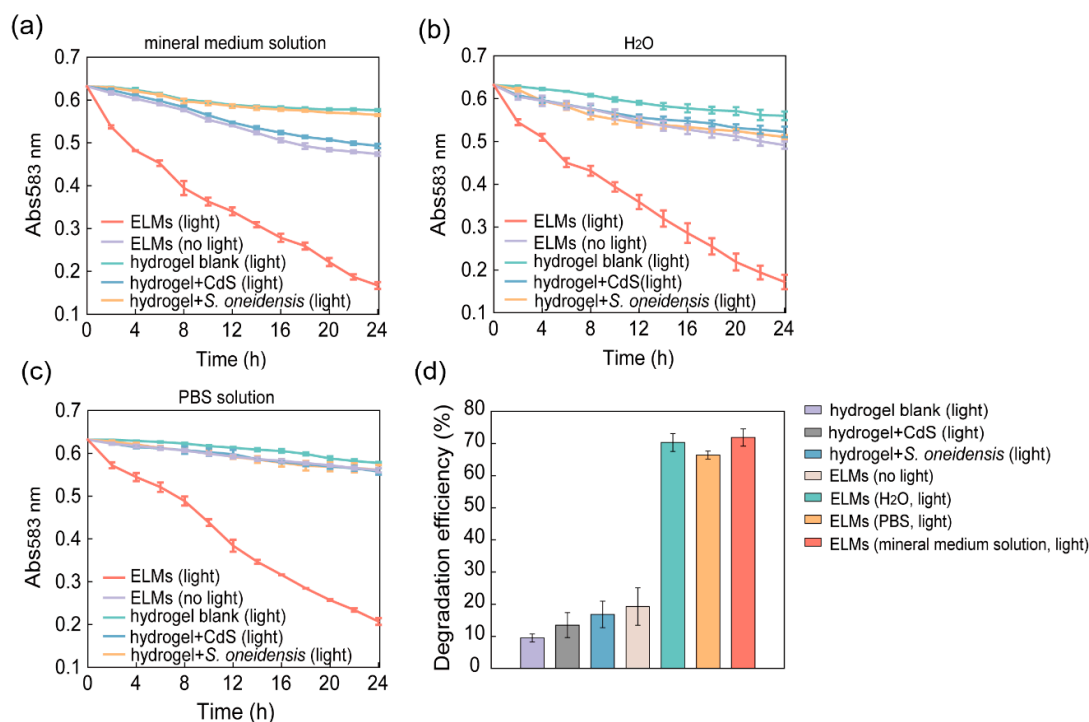 (a)
mineral medium solution
Abs583 nm
0.7
0.6
0.5
0.4
0.3
0.2
0.1
ELMs (light)
ELMs (no light)
hydrogel blank (light)
hydrogel+CdS (light)
hydrogel+S. oneidensis (light)
0 4 8 12 16 20 24
Time (h)
(b)
H2O
Abs583 nm
0.7
0.6
0.5
0.4
0.3
0.2
0.1
ELMs (light)
ELMs (no light)
hydrogel blank (light)
hydrogel+CdS(light)
hydrogel+S. oneidensis (light)
0 4 8 12 16 20 24
Time (h)
(c)
PBS solution
Abs583 nm
0.7
0.6
0.5
0.4
0.3
0.2
0.1
ELMs (light)
ELMs (no light)
hydrogel blank (light)
hydrogel+CdS (light)
hydrogel+S. oneidensis (light)
0 4 8 12 16 20 24
Time (h)
(d)
Degradation efficiency (%)
80
70
60
50
40
30
20
10
0
hydrogel blank (light)
hydrogel+CdS (light)
hydrogel+S. oneidensis (light)
ELMs (no light)
ELMs (H2O, light)
ELMs (PBS, light)
ELMs (mineral medium solution, light)